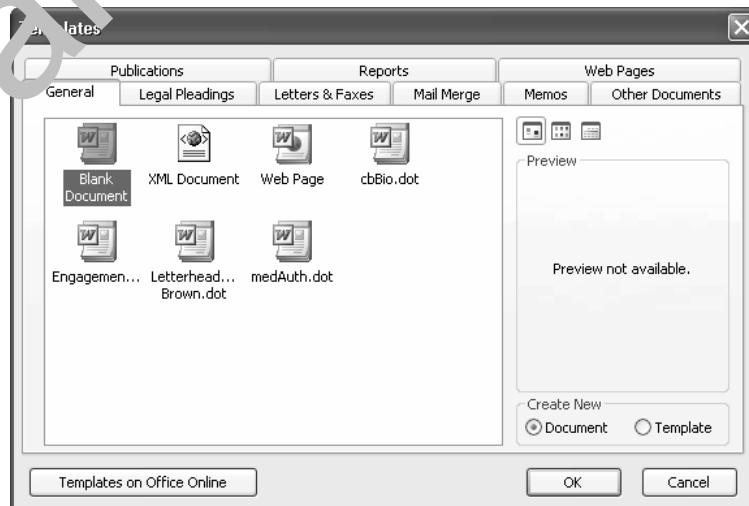 Templates
Publications Reports Web Pages
General Legal Pleadings Letters & Faxes Mail Merge Memos Other Documents
Blank Document XML Document Web Page cbBio.dot
Engagemen... Letterhead... Brown.dot medAuth.dot
Preview
Preview not available.
Create New
Document Template
Templates on Office Online OK Cancel